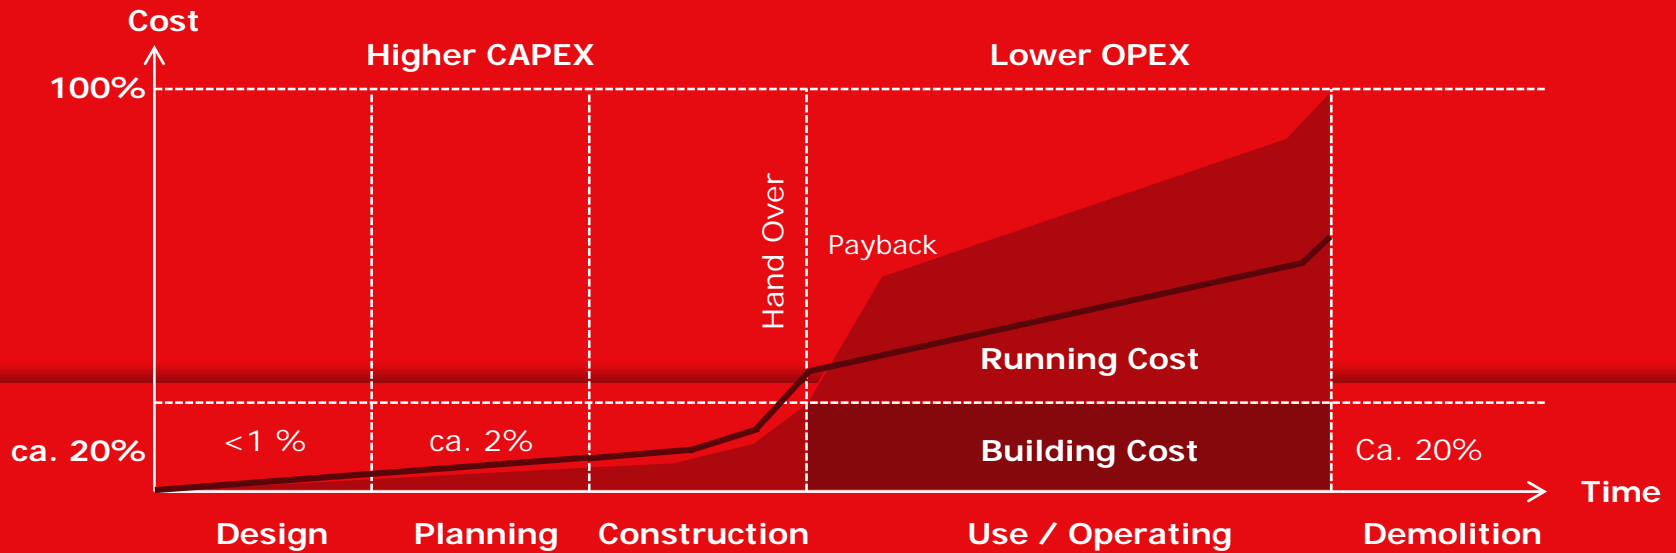 Cost
Higher CAPEX
Lower OPEX
100%
Hand Over
Payback
Running Cost
ca. 20%
<1 %
ca. 2%
Building Cost
Ca. 20%
Time
Design
Planning
Construction
Use / Operating
Demolition